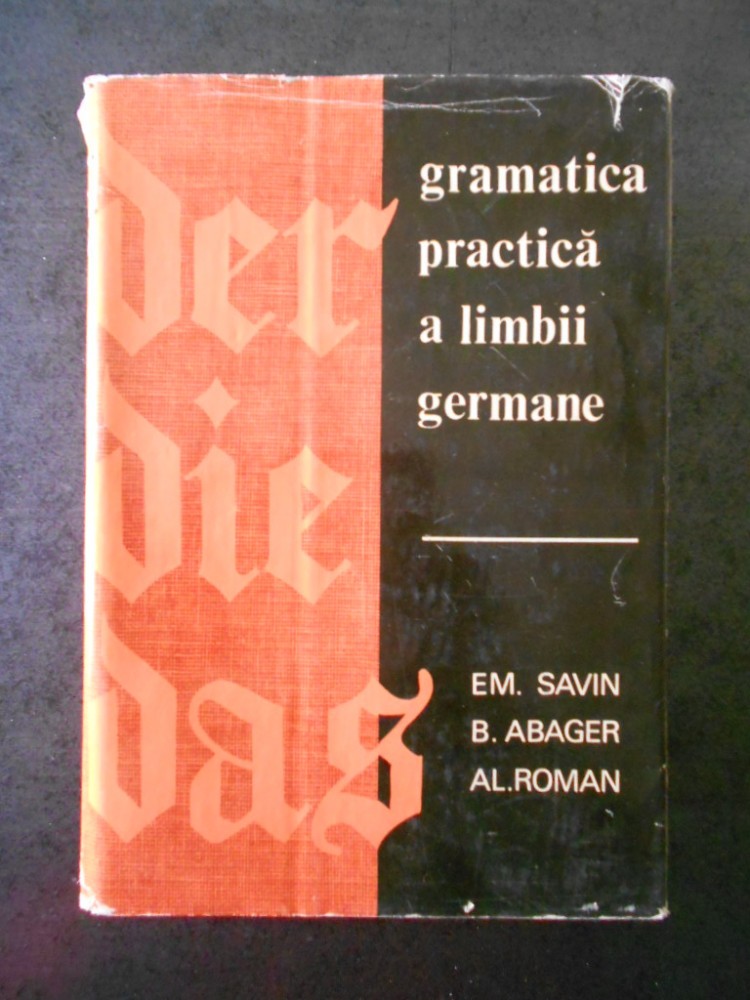 der
die
das
gramatica
practică
a limbii
germane
EM. SAVIN
B. ABAGER
AL.ROMAN